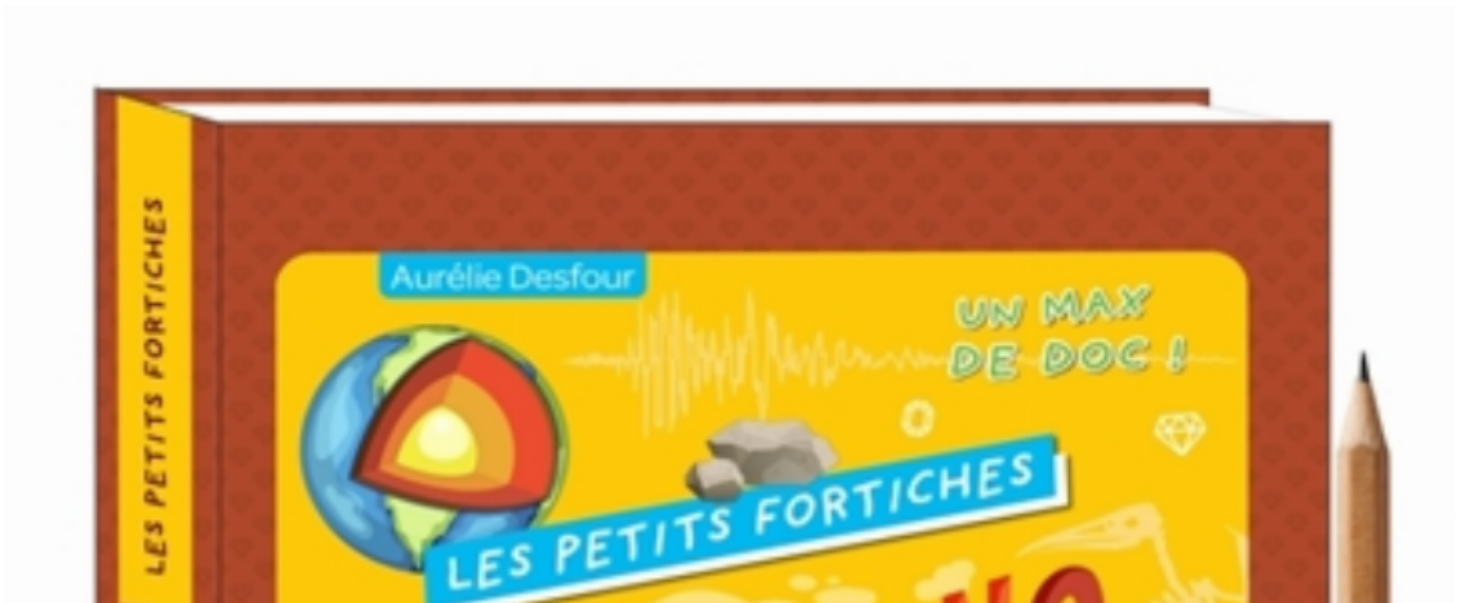 LES PETITS FORTICHES
Aurélie Desfour
UN MAX
DE DOC !
LES PETITS FORTICHES